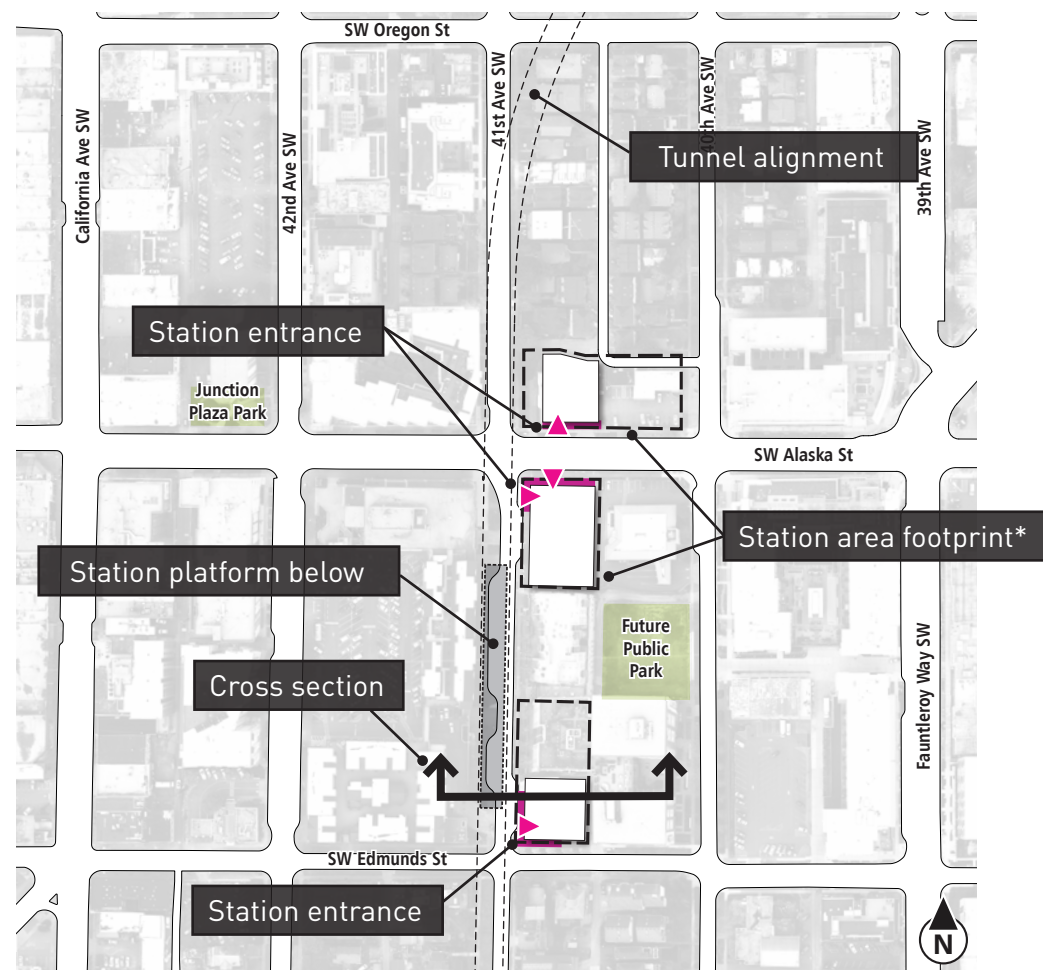 SW Oregon St
California Ave SW
42nd Ave SW
41st Ave SW
40th Ave SW
39th Ave SW
Tunnel alignment
Station entrance
Junction
Plaza Park
SW Alaska St
Station area footprint*
Station platform below
Future
Public
Park
Cross section
Fauntleroy Way SW
SW Edmunds St
Station entrance
N